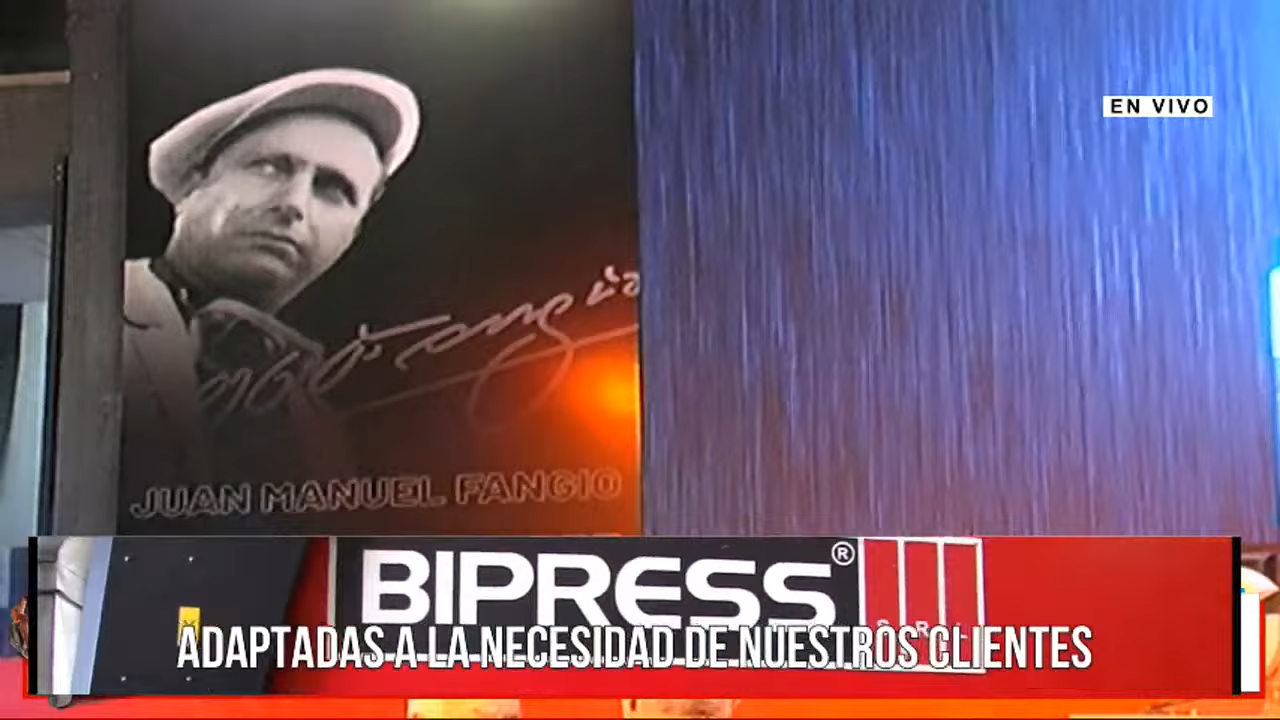 EN VIVO
JUAN MANUEL FANGIO
BIPRESS®
S.R.L.
ADAPTADAS A LA NECESIDAD DE NUESTROS CLIENTES